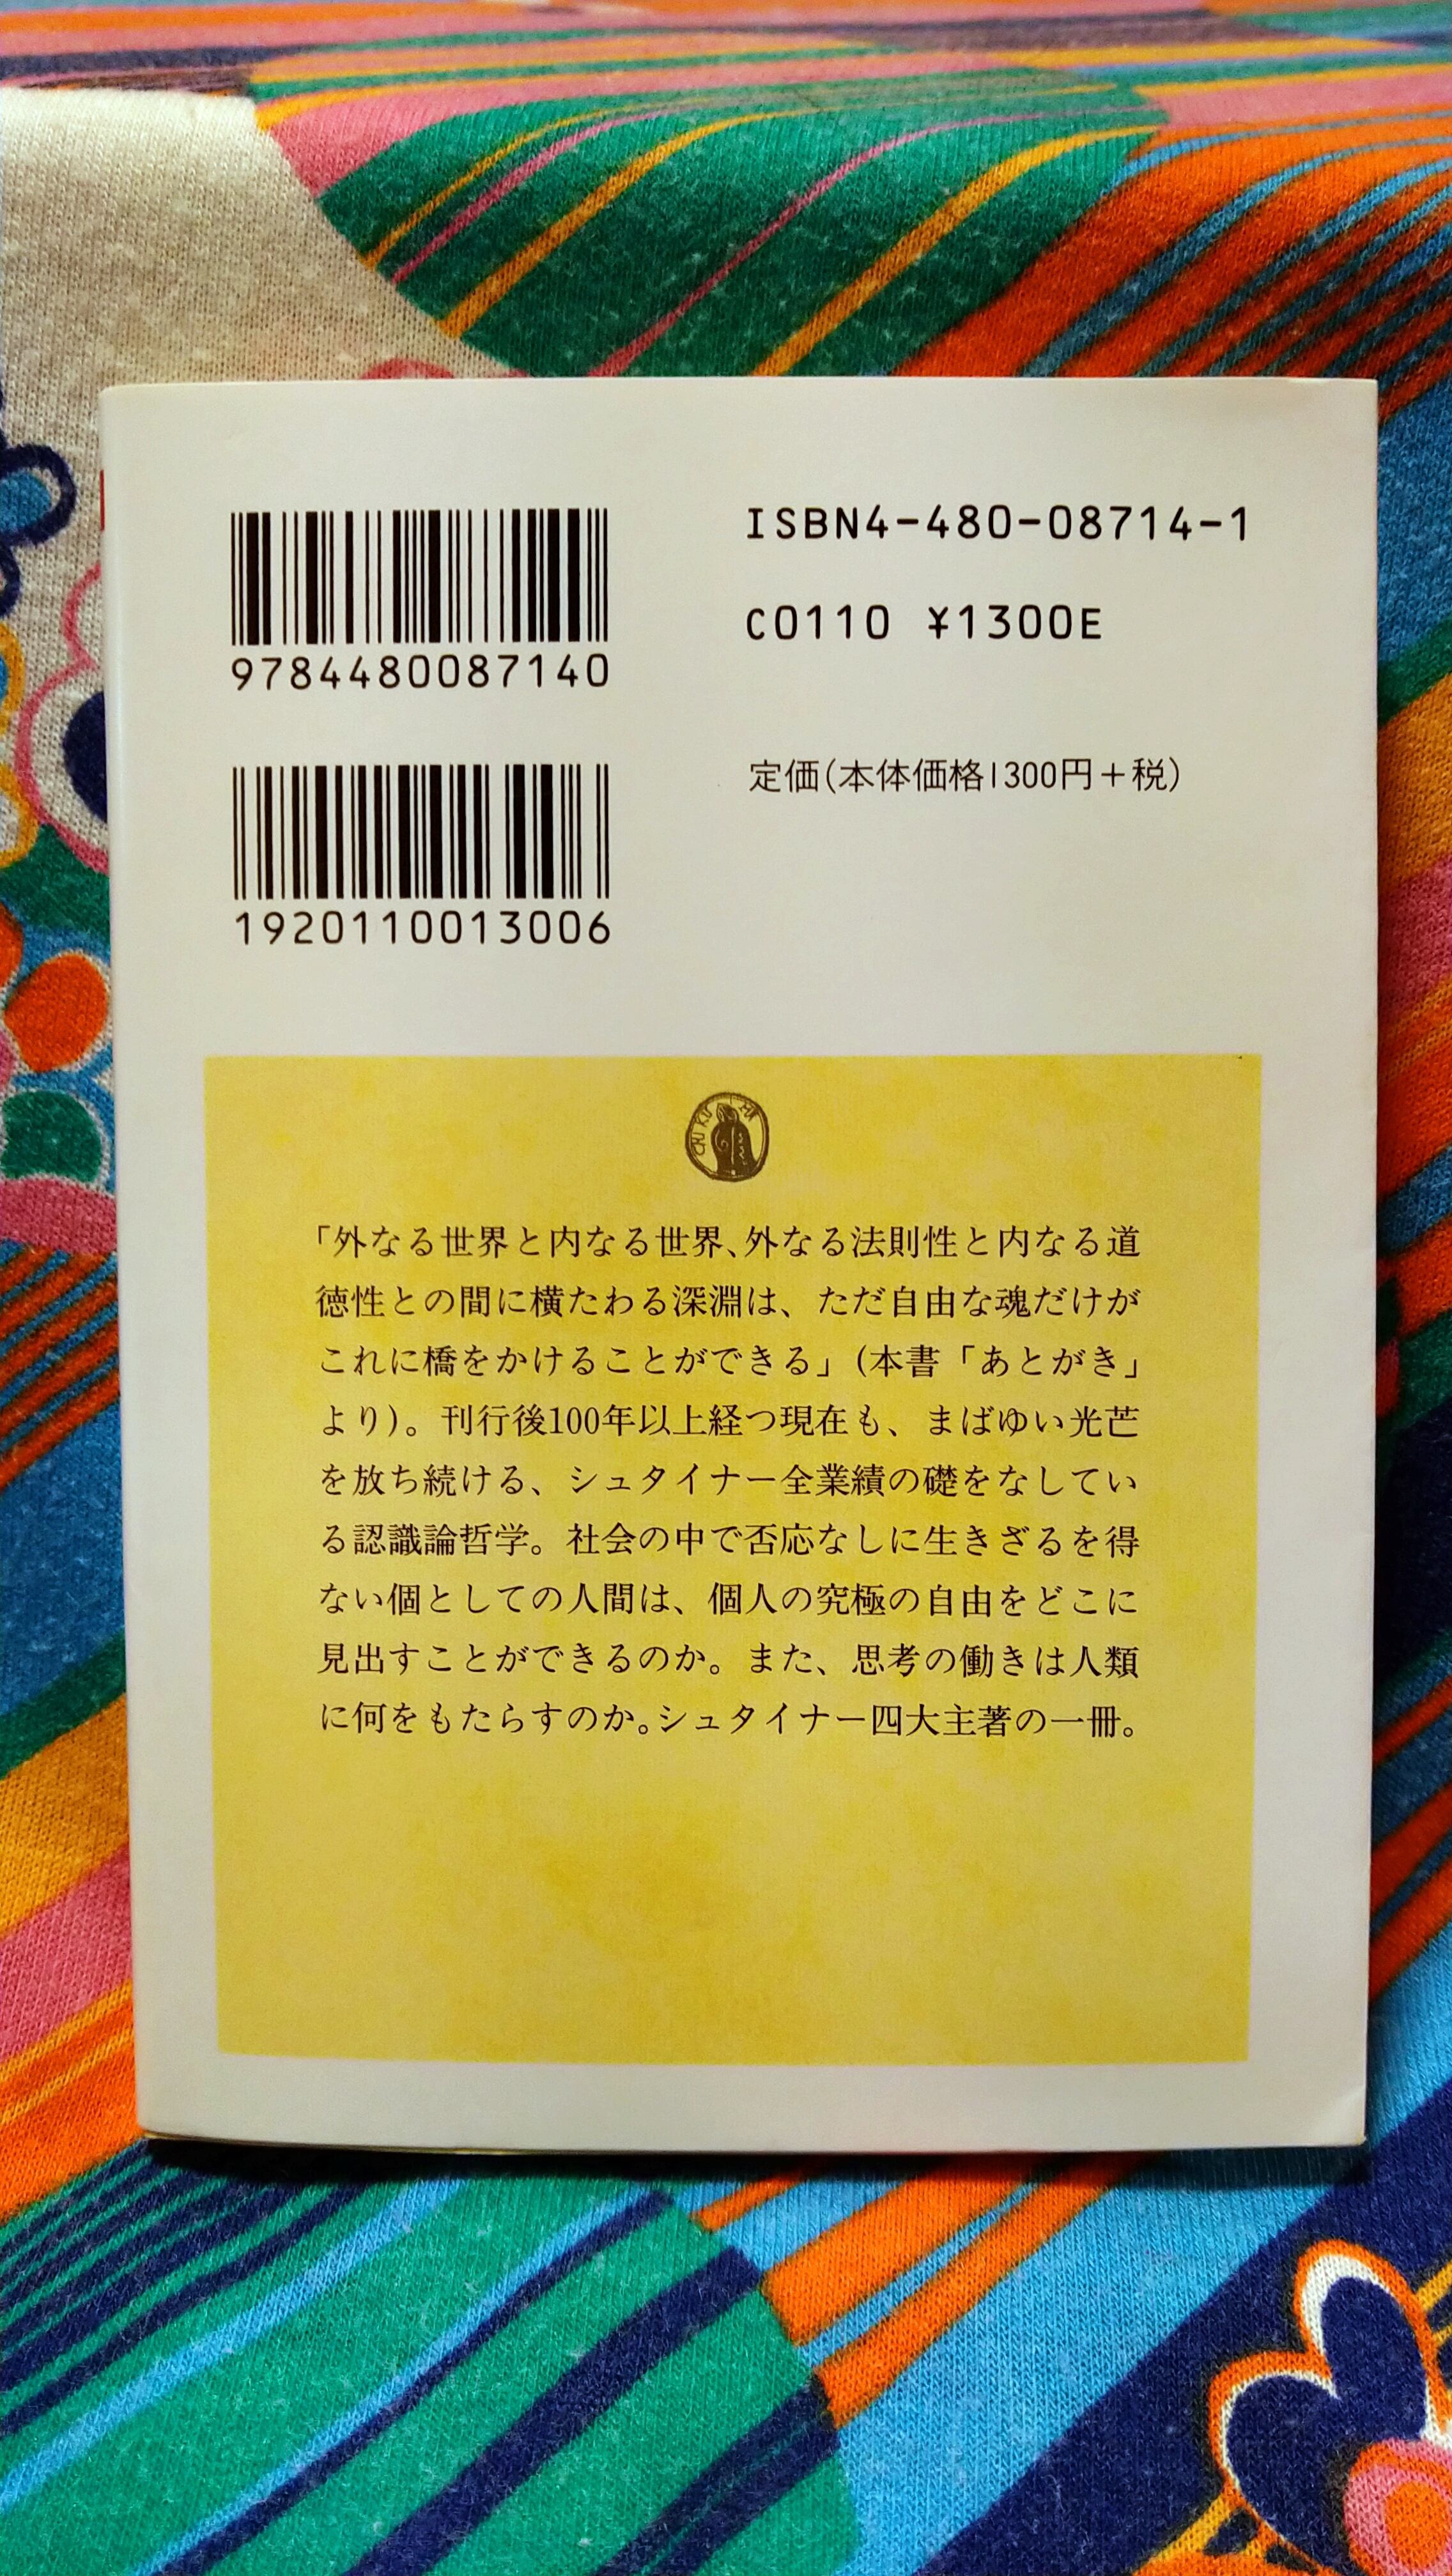 9784480087140
ISBN4-480-08714-1
C0110 ¥1300E
1920110013006
定価(本体価格1300円+税)
CHIKUMA
「外なる世界と内なる世界、外なる法則性と内なる道
徳性との間に横たわる深淵は、ただ自由な魂だけが
これに橋をかけることができる」(本書「あとがき」
より)。刊行後100年以上経つ現在も、まばゆい光芒
を放ち続ける、シュタイナー全業績の礎をなしてい
る認識論哲学。社会の中で否応なしに生きざるを得
ない個としての人間は、個人の究極の自由をどこに
見出すことができるのか。また、思考の働きは人類
に何をもたらすのか。シュタイナー四大主著の一冊。